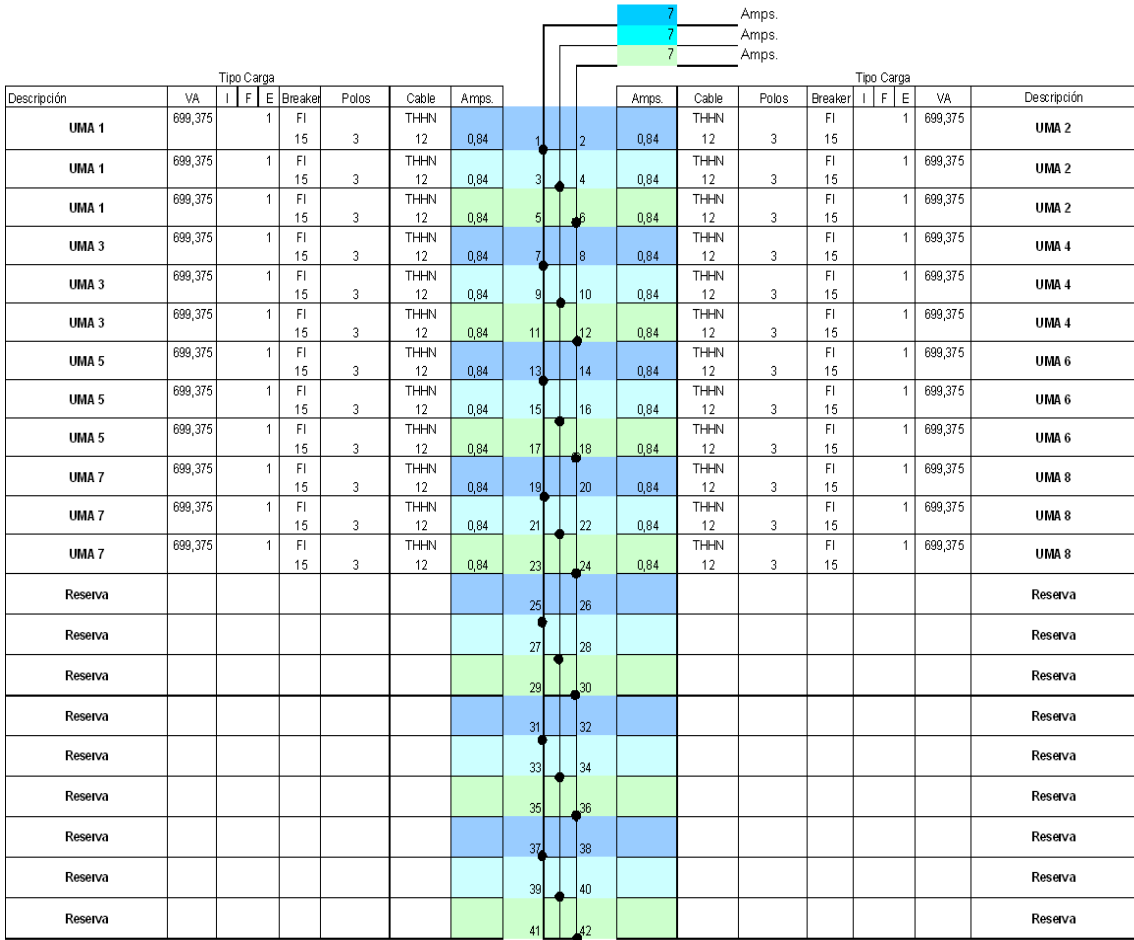 7 Amps.
7 Amps.
7 Amps.
Tipo Carga Tipo Carga
Descripción VA I F E Breaker Polos Cable Amps. Amps. Cable Polos Breaker I F E VA Descripción
UMA 1 699,375 1 FI 15 3 THHN 12 0,84 1 2 0,84 THHN 12 3 FI 15 1 699,375 UMA 2
UMA 1 699,375 1 FI 15 3 THHN 12 0,84 3 4 0,84 THHN 12 3 FI 15 1 699,375 UMA 2
UMA 1 699,375 1 FI 15 3 THHN 12 0,84 5 6 0,84 THHN 12 3 FI 15 1 699,375 UMA 2
UMA 3 699,375 1 FI 15 3 THHN 12 0,84 7 8 0,84 THHN 12 3 FI 15 1 699,375 UMA 4
UMA 3 699,375 1 FI 15 3 THHN 12 0,84 9 10 0,84 THHN 12 3 FI 15 1 699,375 UMA 4
UMA 3 699,375 1 FI 15 3 THHN 12 0,84 11 12 0,84 THHN 12 3 FI 15 1 699,375 UMA 4
UMA 5 699,375 1 FI 15 3 THHN 12 0,84 13 14 0,84 THHN 12 3 FI 15 1 699,375 UMA 6
UMA 5 699,375 1 FI 15 3 THHN 12 0,84 15 16 0,84 THHN 12 3 FI 15 1 699,375 UMA 6
UMA 5 699,375 1 FI 15 3 THHN 12 0,84 17 18 0,84 THHN 12 3 FI 15 1 699,375 UMA 6
UMA 7 699,375 1 FI 15 3 THHN 12 0,84 19 20 0,84 THHN 12 3 FI 15 1 699,375 UMA 8
UMA 7 699,375 1 FI 15 3 THHN 12 0,84 21 22 0,84 THHN 12 3 FI 15 1 699,375 UMA 8
UMA 7 699,375 1 FI 15 3 THHN 12 0,84 23 24 0,84 THHN 12 3 FI 15 1 699,375 UMA 8
Reserva 25 26 Reserva
Reserva 27 28 Reserva
Reserva 29 30 Reserva
Reserva 31 32 Reserva
Reserva 33 34 Reserva
Reserva 35 36 Reserva
Reserva 37 38 Reserva
Reserva 39 40 Reserva
Reserva 41 42 Reserva